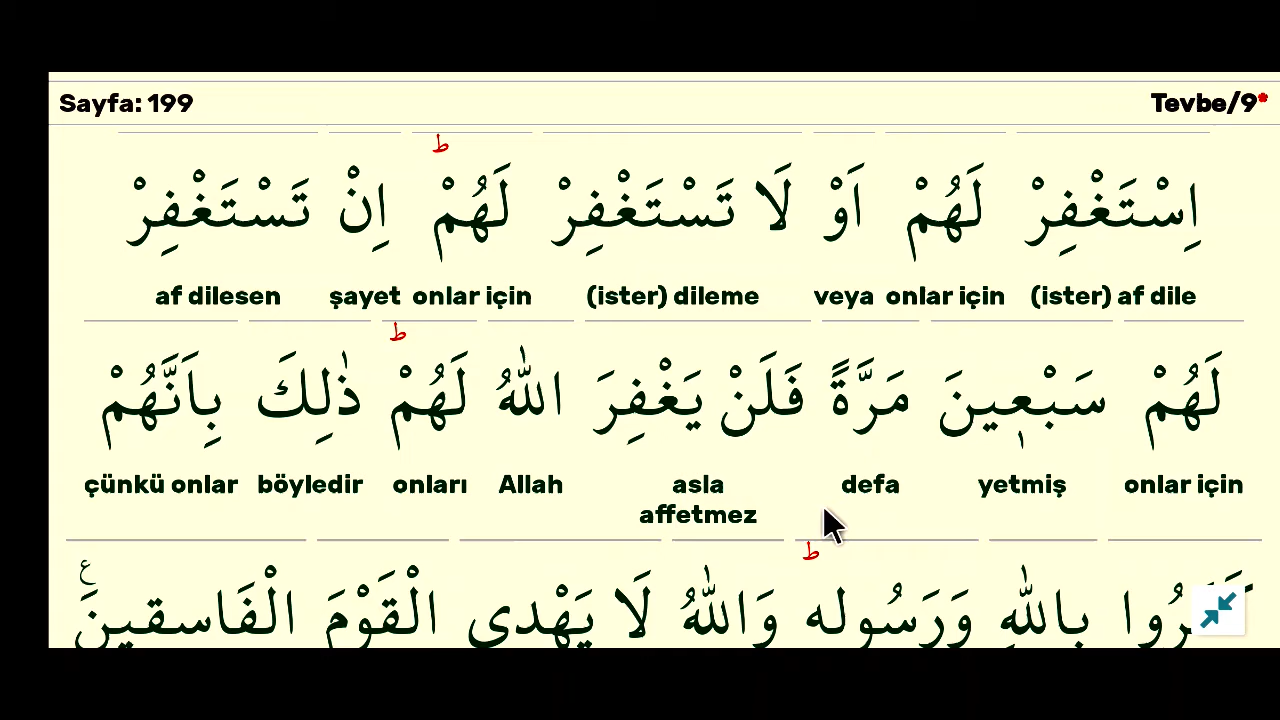 Sayfa: 199 Tevbe/9*
ط
اِسْتَغْفِرْ لَهُمْ اَوْ لَا تَسْتَغْفِرْ لَهُمْ اِنْ تَسْتَغْفِرْ
(ister) af dile onlar için veya (ister) dileme onlar için şayet af dilesen
ط
لَهُمْ سَبْع۪ينَ مَرَّةً فَلَنْ يَغْفِرَ اللّٰهُ لَهُمْ ذٰلِكَ بِاَنَّهُمْ
onlar için yetmiş defa asla affetmez Allah onları böyledir çünkü onlar
ط
بِاللّٰهِ وَرَسُولِه وَاللّٰهُ لَا يَهْدِي الْقَوْمَ الْفَاسِقينَ ع